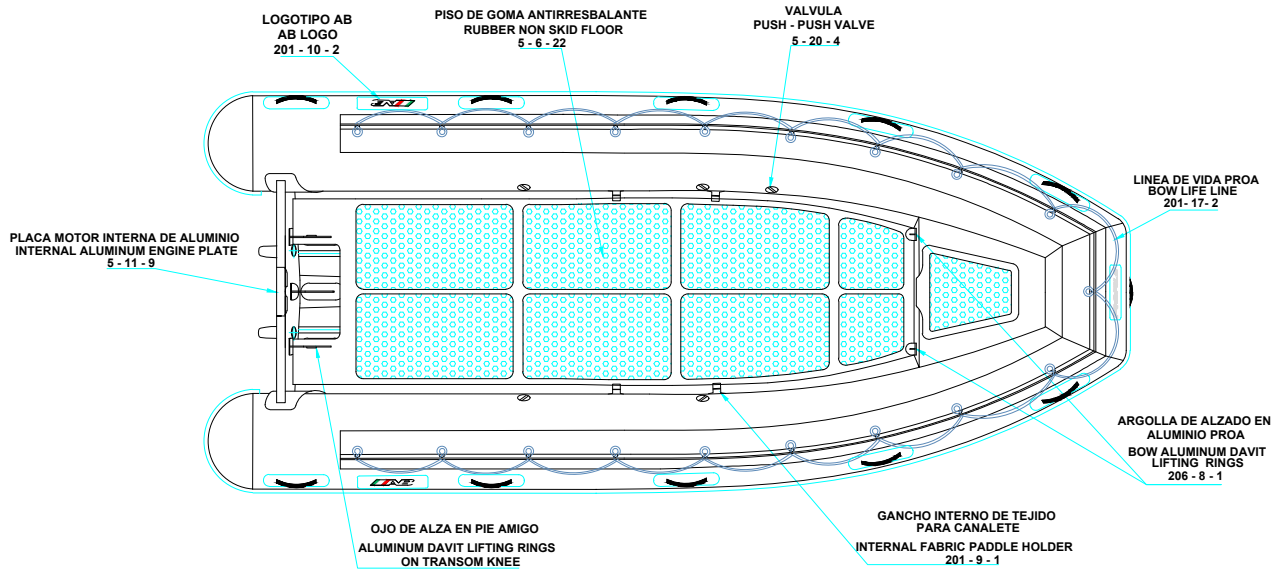 LOGOTIPO AB
AB LOGO
201 - 10 - 2
PISO DE GOMA ANTIRRESBALANTE
RUBBER NON SKID FLOOR
5 - 6 - 22
VALVULA
PUSH - PUSH VALVE
5 - 20 - 4
LINEA DE VIDA PROA
BOW LIFE LINE
201- 17- 2
PLACA MOTOR INTERNA DE ALUMINIO
INTERNAL ALUMINUM ENGINE PLATE
5 - 11 - 9
ARGOLLA DE ALZADO EN
ALUMINIO PROA
BOW ALUMINUM DAVIT
LIFTING RINGS
206 - 8 - 1
OJO DE ALZA EN PIE AMIGO
ALUMINUM DAVIT LIFTING RINGS
ON TRANSOM KNEE
GANCHO INTERNO DE TEJIDO
PARA CANALETE
INTERNAL FABRIC PADDLE HOLDER
201 - 9 - 1